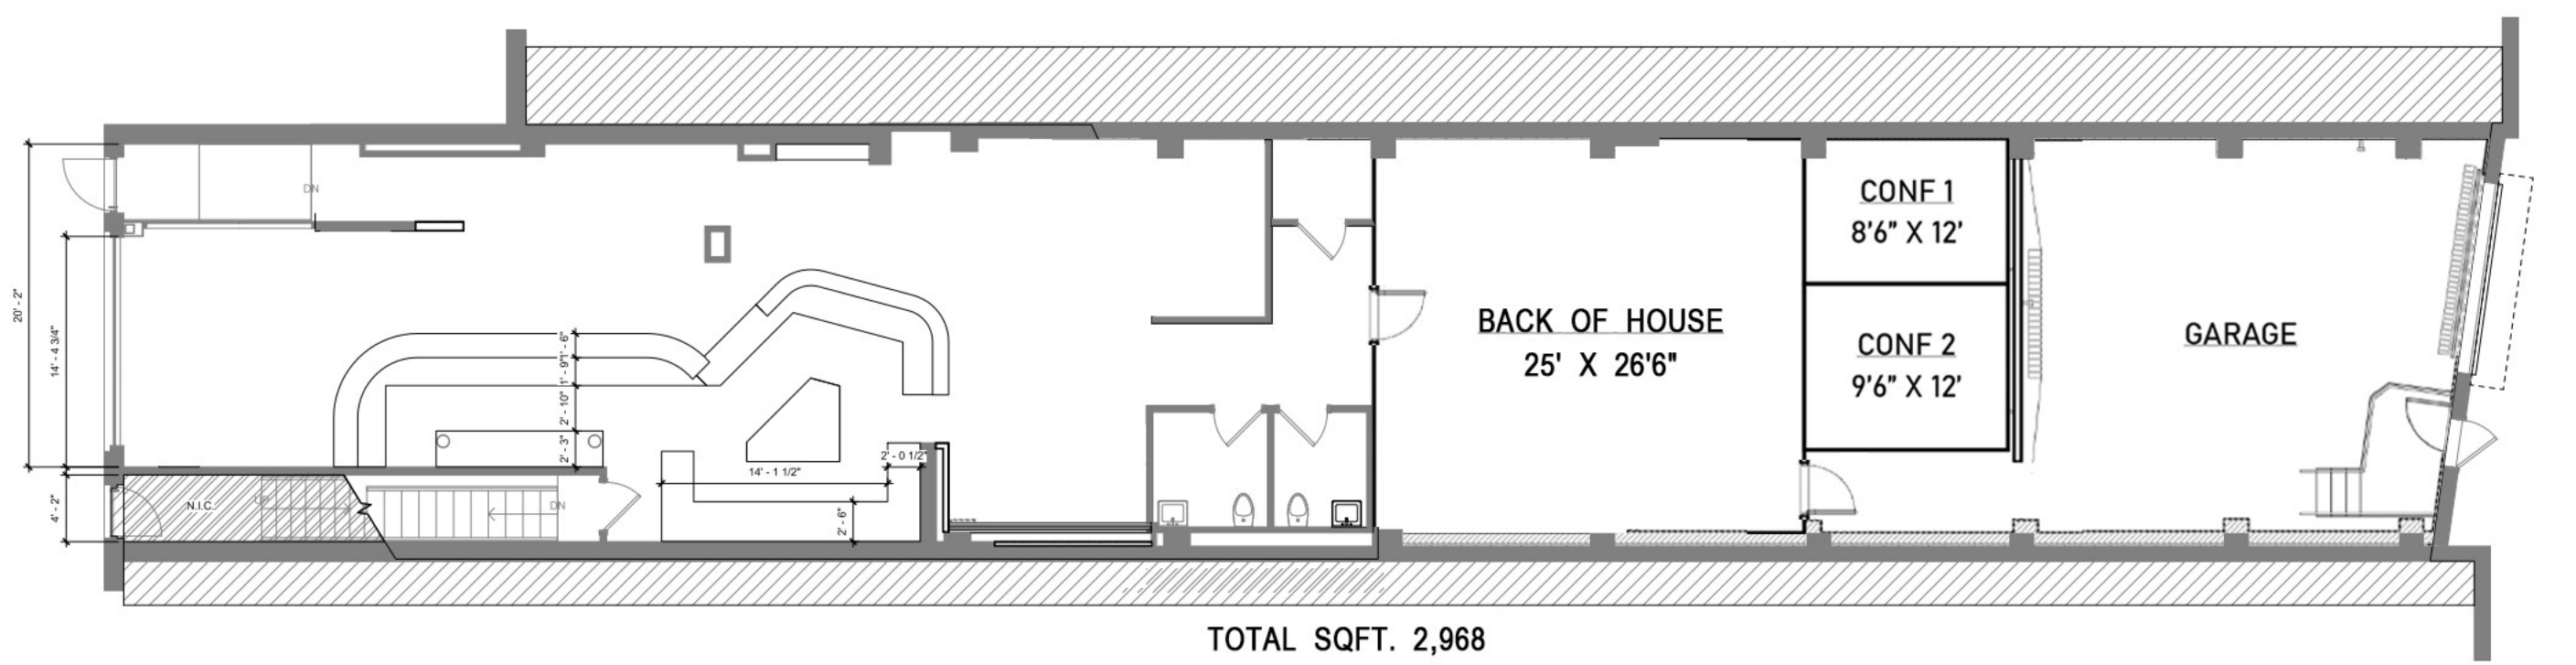 DN
20' - 2"
14' - 4 3/4"
4' - 2"
N.I.C.
UP
DN
1' - 6"
1' - 9"
2' - 10"
2' - 3"
14' - 1 1/2"
2' - 0 1/2"
2' - 6"
BACK OF HOUSE
25' X 26'6"
CONF 1
8'6" X 12'
CONF 2
9'6" X 12'
GARAGE
TOTAL SQFT. 2,968